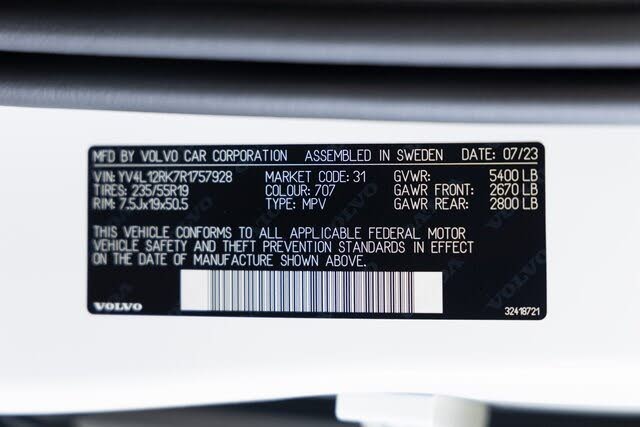 MFD BY VOLVO CAR CORPORATION ASSEMBLED IN SWEDEN DATE: 07/23
VIN: YV4L12RK7R1757928 MARKET CODE: 31 GVWR: 5400 LB
TIRES: 235/55R19 COLOUR: 707 GAWR FRONT: 2670 LB
RIM: 7.5Jx19x50.5 TYPE: MPV GAWR REAR: 2800 LB
THIS VEHICLE CONFORMS TO ALL APPLICABLE FEDERAL MOTOR
VEHICLE SAFETY AND THEFT PREVENTION STANDARDS IN EFFECT
ON THE DATE OF MANUFACTURE SHOWN ABOVE.
VOLVO 32418721